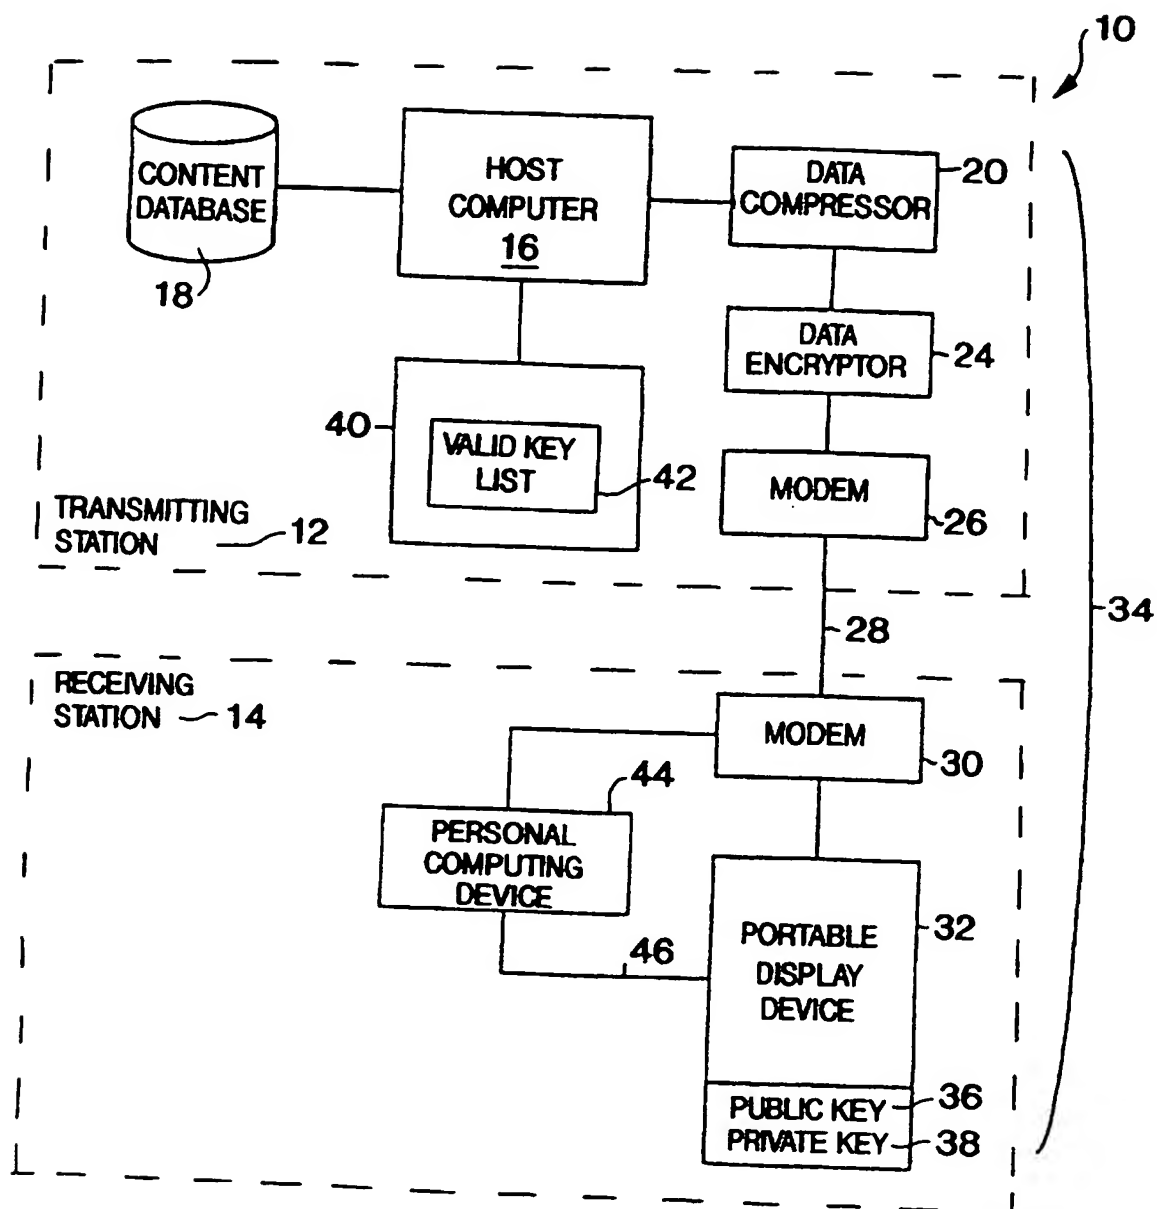 10
CONTENT
DATABASE
18
HOST
COMPUTER
16
DATA
COMPRESSOR
20
DATA
ENCRYPTOR
24
40
VALID KEY
LIST
42
MODEM
26
TRANSMITTING
STATION
12
28
34
RECEIVING
STATION
14
MODEM
30
44
PERSONAL
COMPUTING
DEVICE
46
PORTABLE
DISPLAY
DEVICE
32
PUBLIC KEY
36
PRIVATE KEY
38